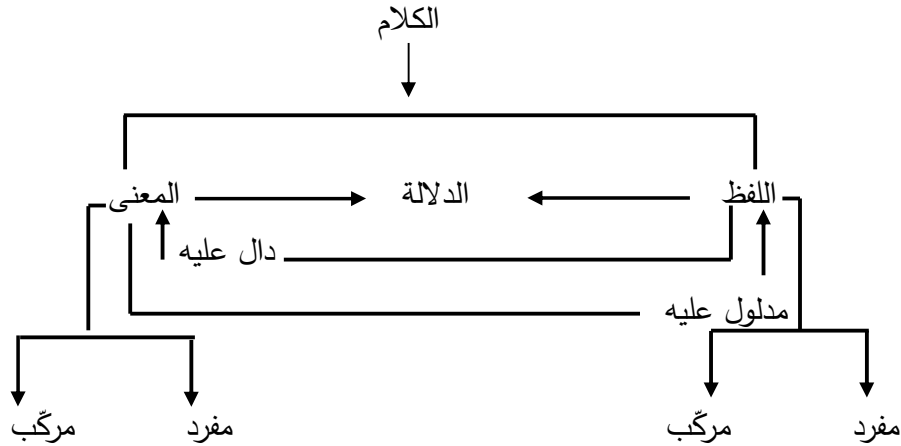 الكلام
اللفظ الدلالة المعنى
دال عليه
مدلول عليه
مفرد مركّب مفرد مركّب